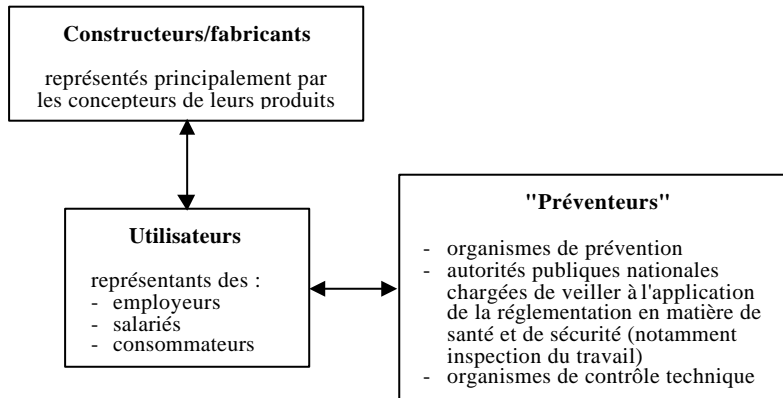 Constructeurs/fabricants
représentés principalement par
les concepteurs de leurs produits
Utilisateurs
représentants des :
- employeurs
- salariés
- consommateurs
"Préventeurs"
- organismes de prévention
- autorités publiques nationales
chargées de veiller à l'application
de la réglementation en matière de
santé et de sécurité (notamment
inspection du travail)
- organismes de contrôle technique